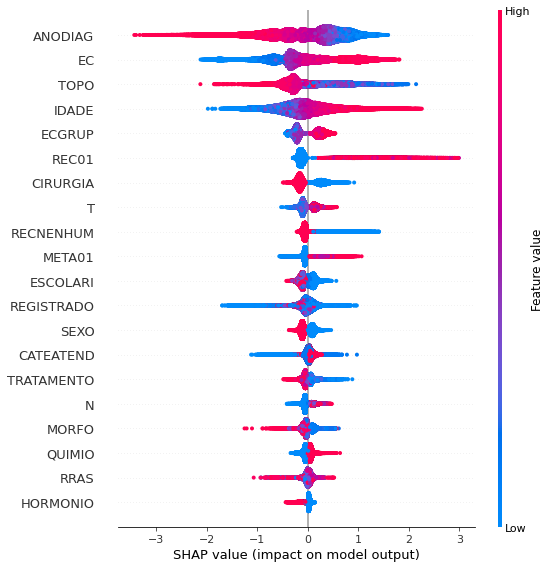 High
ANODIAG
EC
TOPO
IDADE
ECGRUP
REC01
CIRURGIA
T
RECNENHUM
META01
ESCOLARI
REGISTRADO
SEXO
CATEATEND
TRATAMENTO
N
MORFO
QUIMIO
RRAS
HORMONIO
Feature value
Low
−3 −2 −1 0 1 2 3
SHAP value (impact on model output)